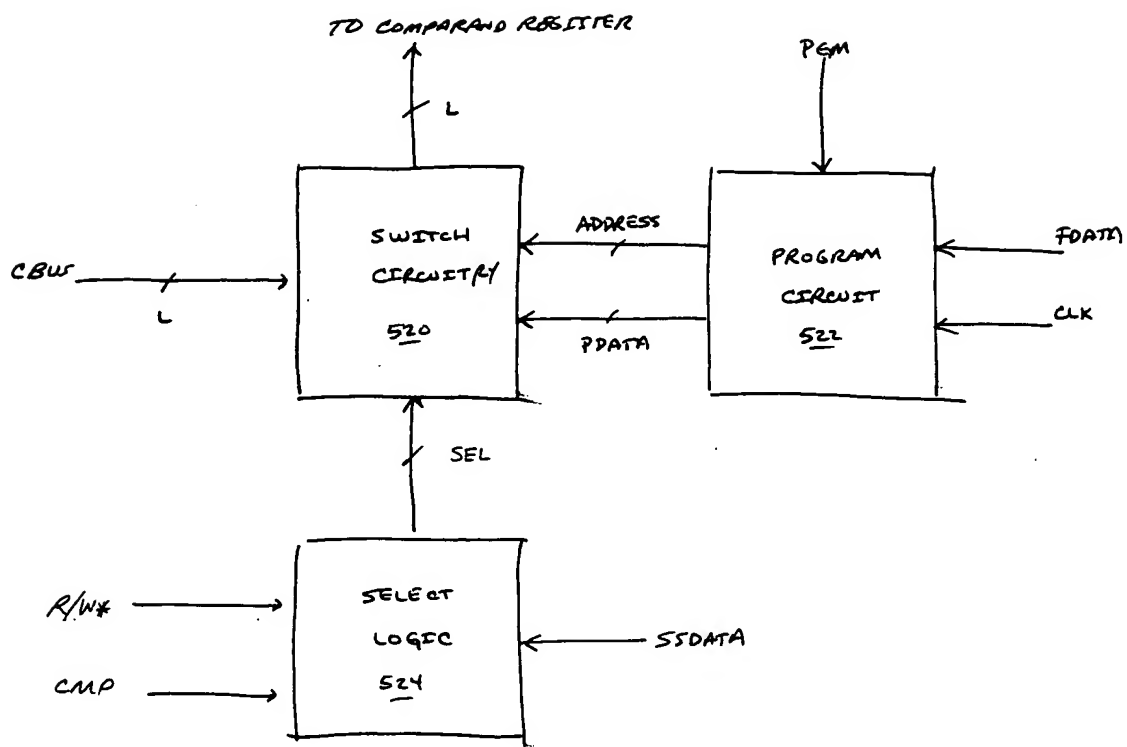 TO COMPARAND REGISTER
L
PGM
SWITCH
CIRCUITRY
520
ADDRESS
PDATA
PROGRAM
CIRCUIT
522
FDATA
CLK
CBUS
L
SEL
SELECT
LOGIC
524
R/W*
CMP
SSDATA